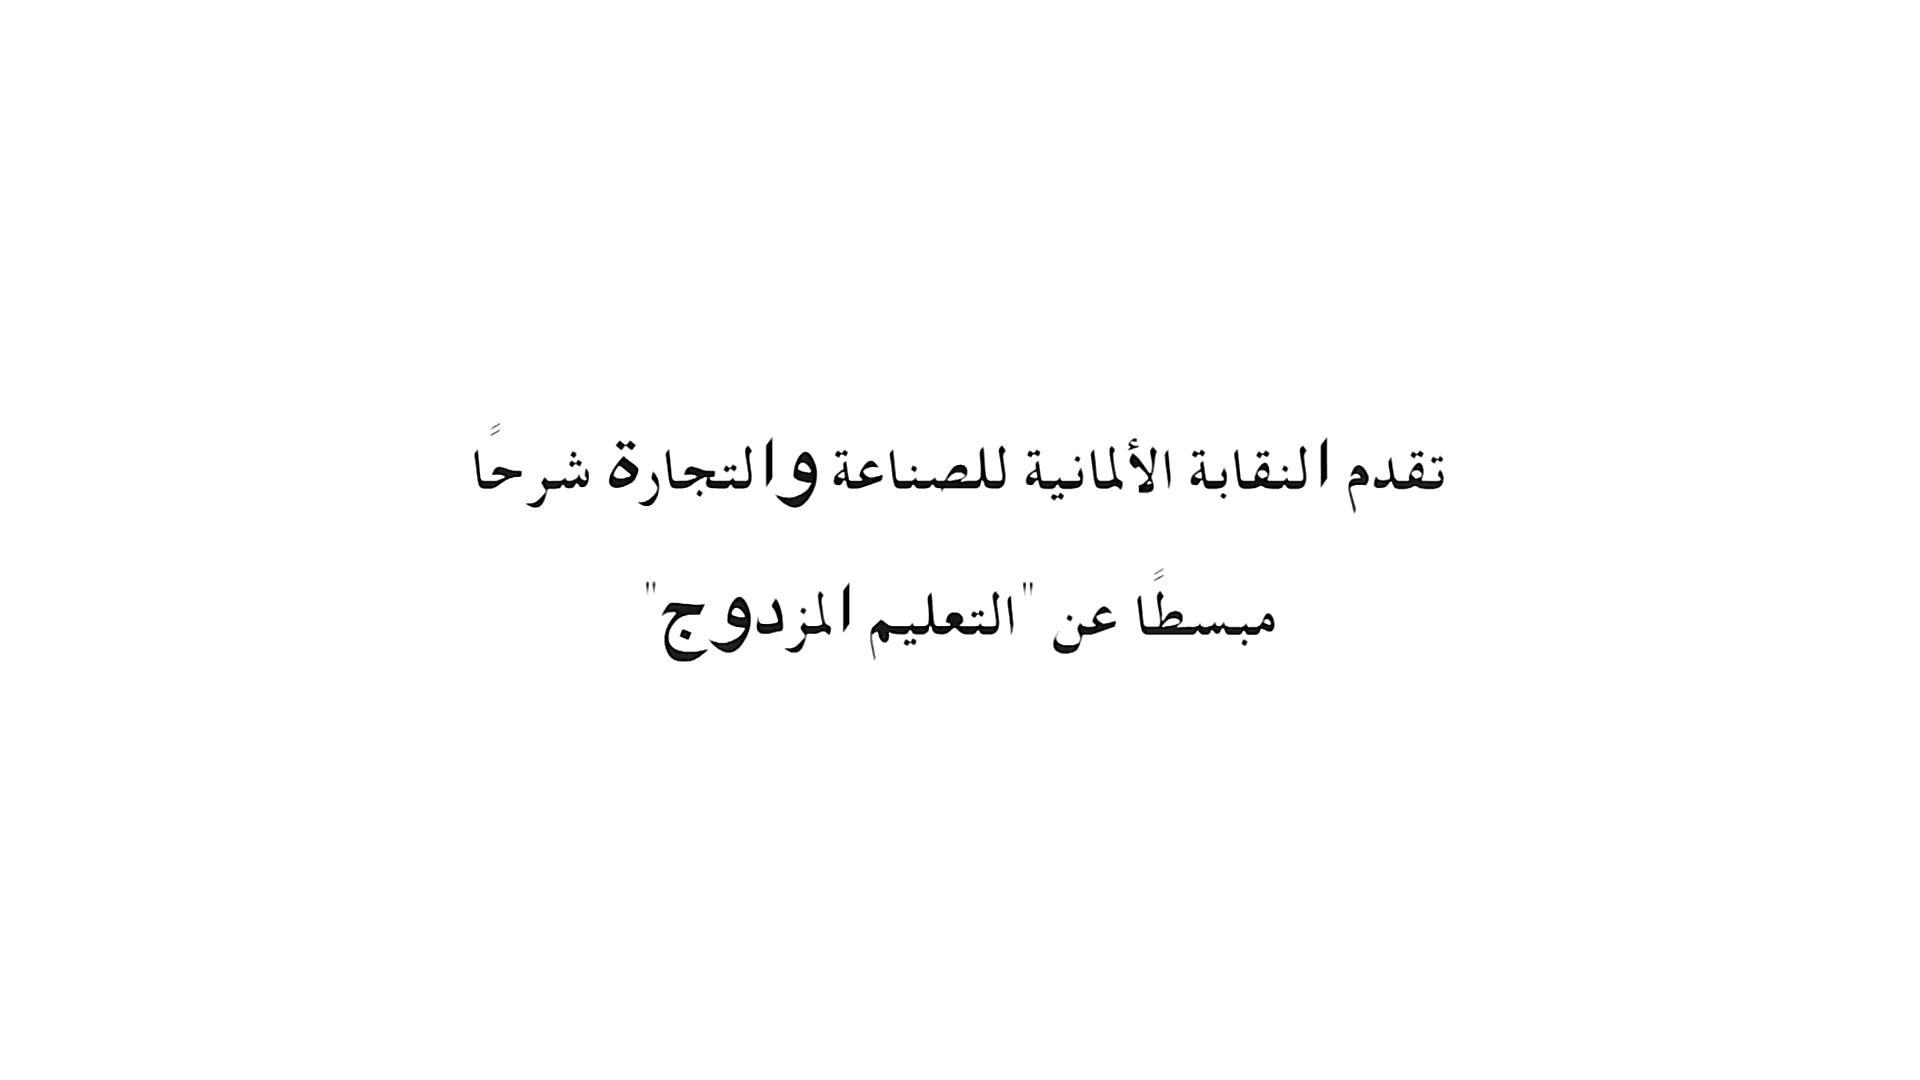 تقدم النقابة الألمانية للصناعة والتجارة شرحًا
مبسطًا عن "التعليم المزدوج"